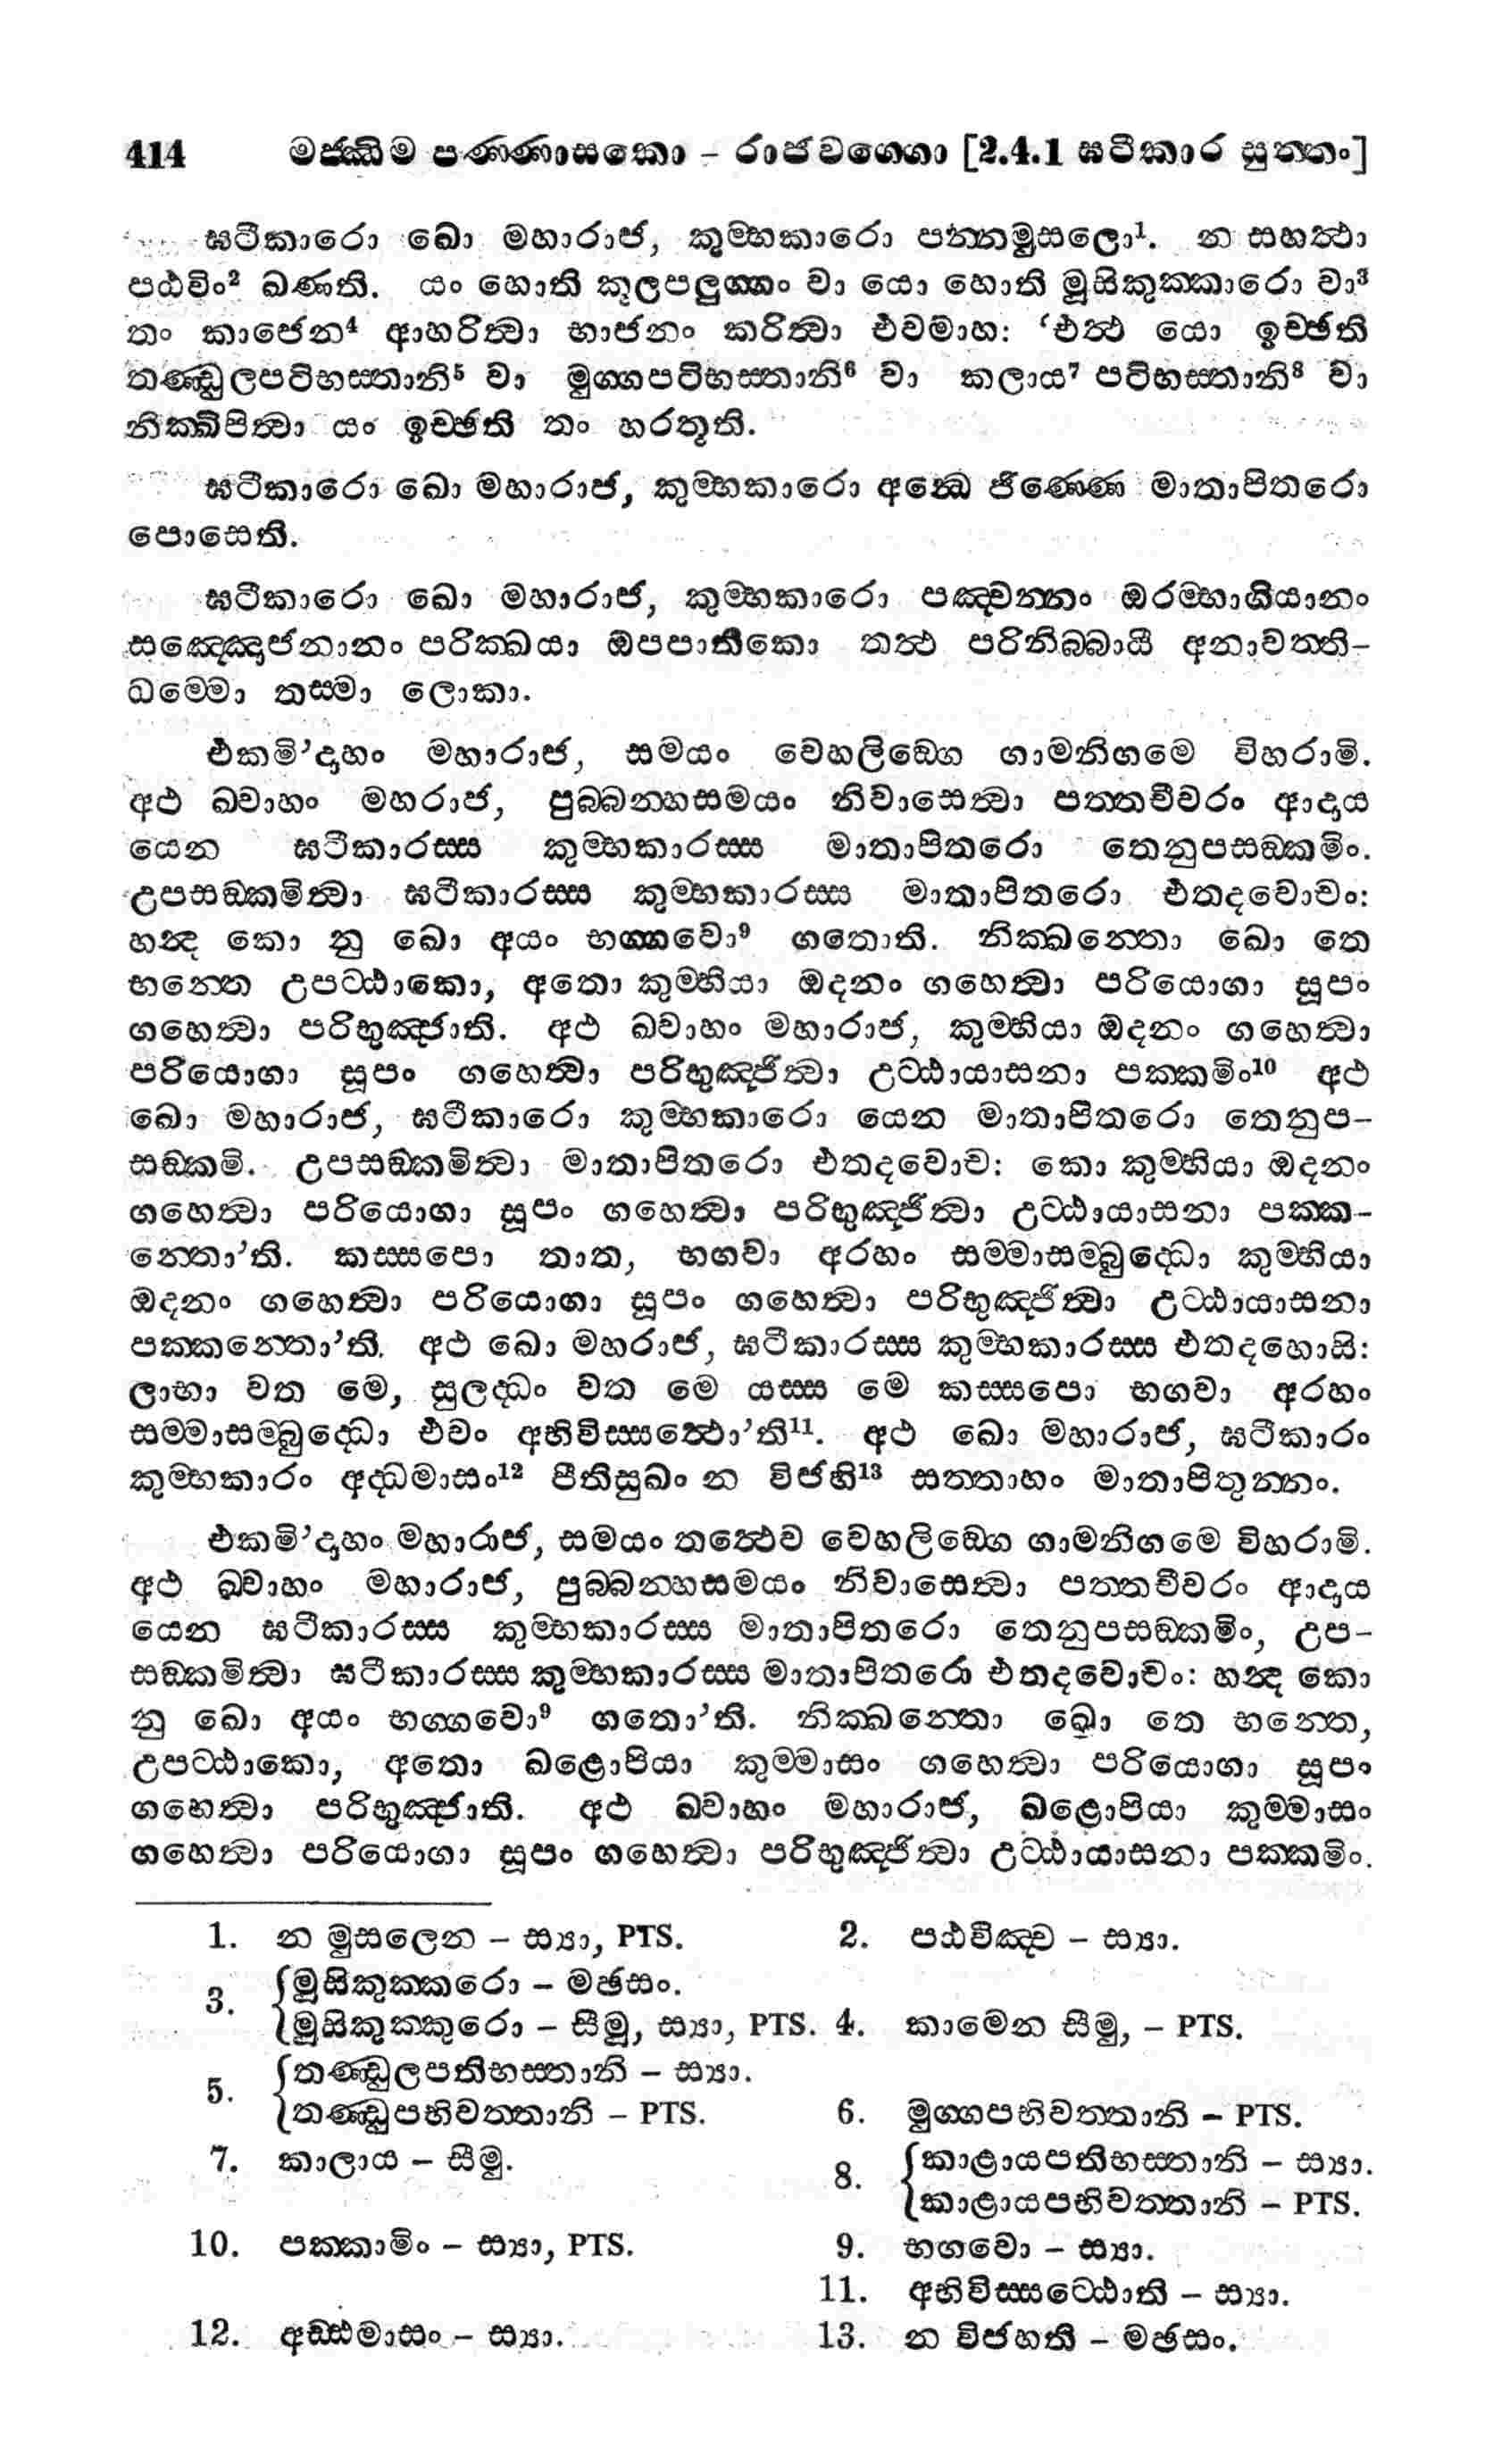 414 මජ්ඣිම පණ්ණාසකො – රාජවග්ගො [2.4.1 ඝටීකාර සුත්තං]
ඝටීකාරො ඛො මහාරාජ, කුම්භකාරො පන්නමුසලො¹. න සහත්ථා
පඨවිං² ඛණති. යං හොති කූලපලුග්ගං වා යො හොති මූසිකුක්කාරො වා³
තං කාජෙන⁴ ආහරිත්වා භාජනං කරිත්වා එවමාහ: ‘එත්ථ යො ඉච්ඡති
තණ්ඩුලපටිභස්තානි⁵ වා මුග්ගපටිභස්තානි⁶ වා කලාය⁷ පටිභස්තානි⁸ වා
නික්ඛිපිත්වා යං ඉච්ඡති තං හරතූති.
ඝටීකාරො ඛො මහාරාජ, කුම්භකාරො අන්ධෙ ජිණ්ණෙ මාතාපිතරො
පොසෙති.
ඝටීකාරො ඛො මහාරාජ, කුම්භකාරො පඤ්චන්නං ඔරම්භාගියානං
සඤ්ඤොජනානං පරික්ඛයා ඔපපාතිකො තත්ථ පරිනිබ්බායී අනාවත්ති–
ධම්මො තස්මා ලොකා.
එකමි’දාහං මහාරාජ, සමයං වෙහලිඞ්ගෙ ගාමනිගමෙ විහරාමි.
අථ ඛ්වාහං මහරාජ, පුබ්බන්හසමයං නිවාසෙත්වා පත්තචීවරං ආදාය
යෙන ඝටීකාරස්ස කුම්භකාරස්ස මාතාපිතරො තෙනුපසඞ්කමිං.
උපසඞ්කමිත්වා ඝටීකාරස්ස කුම්භකාරස්ස මාතාපිතරො එතදවොචං:
හන්ද කො නු ඛො අයං භග්ගවො⁹ ගතොති. නික්ඛන්තො ඛො තෙ
භන්තෙ උපට්ඨාකො, අතො කුම්භියා ඔදනං ගහෙත්වා පරියොගා සූපං
ගහෙත්වා පරිභුඤ්ජාති. අථ ඛ්වාහං මහාරාජ, කුම්භියා ඔදනං ගහෙත්වා
පරියොගා සූපං ගහෙත්වා පරිභුඤ්ජිත්වා උට්ඨායාසනා පක්කමිං¹⁰ අථ
ඛො මහාරාජ, ඝටීකාරො කුම්භකාරො යෙන මාතාපිතරො තෙනුප–
සඞ්කමි. උපසඞ්කමිත්වා මාතාපිතරො එතදවොච: කො කුම්භියා ඔදනං
ගහෙත්වා පරියොගා සූපං ගහෙත්වා පරිභුඤ්ජිත්වා උට්ඨායාසනා පක්ක–
න්තො’ති. කස්සපො තාත, භගවා අරහං සම්මාසම්බුද්ධො කුම්භියා
ඔදනං ගහෙත්වා පරියොගා සූපං ගහෙත්වා පරිභුඤ්ජිත්වා උට්ඨායාසනා
පක්කන්තො’ති. අථ ඛො මහරාජ, ඝටීකාරස්ස කුම්භකාරස්ස එතදහොසි:
ලාභා වත මෙ, සුලද්ධං වත මෙ යස්ස මෙ කස්සපො භගවා අරහං
සම්මාසම්බුද්ධො එවං අභිවිස්සත්ථො’ති¹¹. අථ ඛො මහාරාජ, ඝටීකාරං
කුම්භකාරං අද්ධමාසං¹² පීතිසුඛං න විජහි¹³ සත්තාහං මාතාපිතුන්නං.
එකමි’දාහං මහාරාජ, සමයං තත්ථෙව වෙහලිඞ්ගෙ ගාමනිගමෙ විහරාමි.
අථ ඛ්වාහං මහාරාජ, පුබ්බන්හසමයං නිවාසෙත්වා පත්තචීවරං ආදාය
යෙන ඝටීකාරස්ස කුම්භකාරස්ස මාතාපිතරො තෙනුපසඞ්කමිං, උප–
සඞ්කමිත්වා ඝටීකාරස්ස කුම්භකාරස්ස මාතාපිතරො එතදවොචං: හන්ද කො
නු ඛො අයං භග්ගවො⁹ ගතො’ති. නික්ඛන්තො ඛො තෙ භන්තෙ,
උපට්ඨාකො, අතො ඛළොපියා කුම්මාසං ගහෙත්වා පරියොගා සූපං
ගහෙත්වා පරිභුඤ්ජාති. අථ ඛ්වාහං මහාරාජ, ඛළොපියා කුම්මාසං
ගහෙත්වා පරියොගා සූපං ගහෙත්වා පරිභුඤ්ජිත්වා උට්ඨායාසනා පක්කමිං.
1. න මුසලෙන – ස්‍යා, PTS. 2. පඨවිඤ්ච – ස්‍යා.
3. {මූසිකුක්කරො – මඡසං.
{මූසිකුක්කුරො – සීමූ, ස්‍යා, PTS. 4. කාමෙන සීමු, – PTS.
5. {තණ්ඩුලපතිභස්තානි – ස්‍යා.
{තණ්ඩුපභිවත්තානි – PTS. 6. මුග්ගපභිවත්තානි – PTS.
7. කාලාය – සීමු. 8. {කාළායපතිභස්තානි – ස්‍යා.
{කාළායපභිවත්තානි – PTS.
10. පක්කාමිං – ස්‍යා, PTS. 9. භගවො – ස්‍යා.
11. අභිවිස්සට්ඨොති – ස්‍යා.
12. අඩ්ඪමාසං – ස්‍යා. 13. න විජහති – මඡසං.